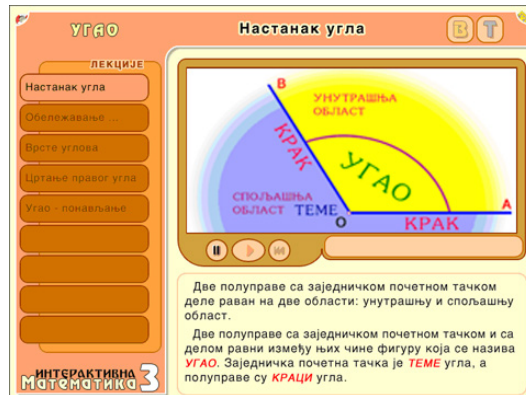 УГАО
Настанак угла
В Т
ЛЕКЦИЈЕ
Настанак угла
Обележавање ...
Врсте углова
Цртање правог угла
Угао - понављање
B
УНУТРАШЊА
ОБЛАСТ
КРАК
УГАО
СПОЉАШЊА
ОБЛАСТ
ТЕМЕ
O
A
КРАК
Две полуправе са заједничком почетном тачком
деле раван на две области: унутрашњу и спољашњу
област.
Две полуправе са заједничком почетном тачком и са
делом равни између њих чине фигуру која се назива
УГАО. Заједничка почетна тачка је ТЕМЕ угла, а
полуправе су КРАЦИ угла.
ИНТЕРАКТИВНА
Математика 3